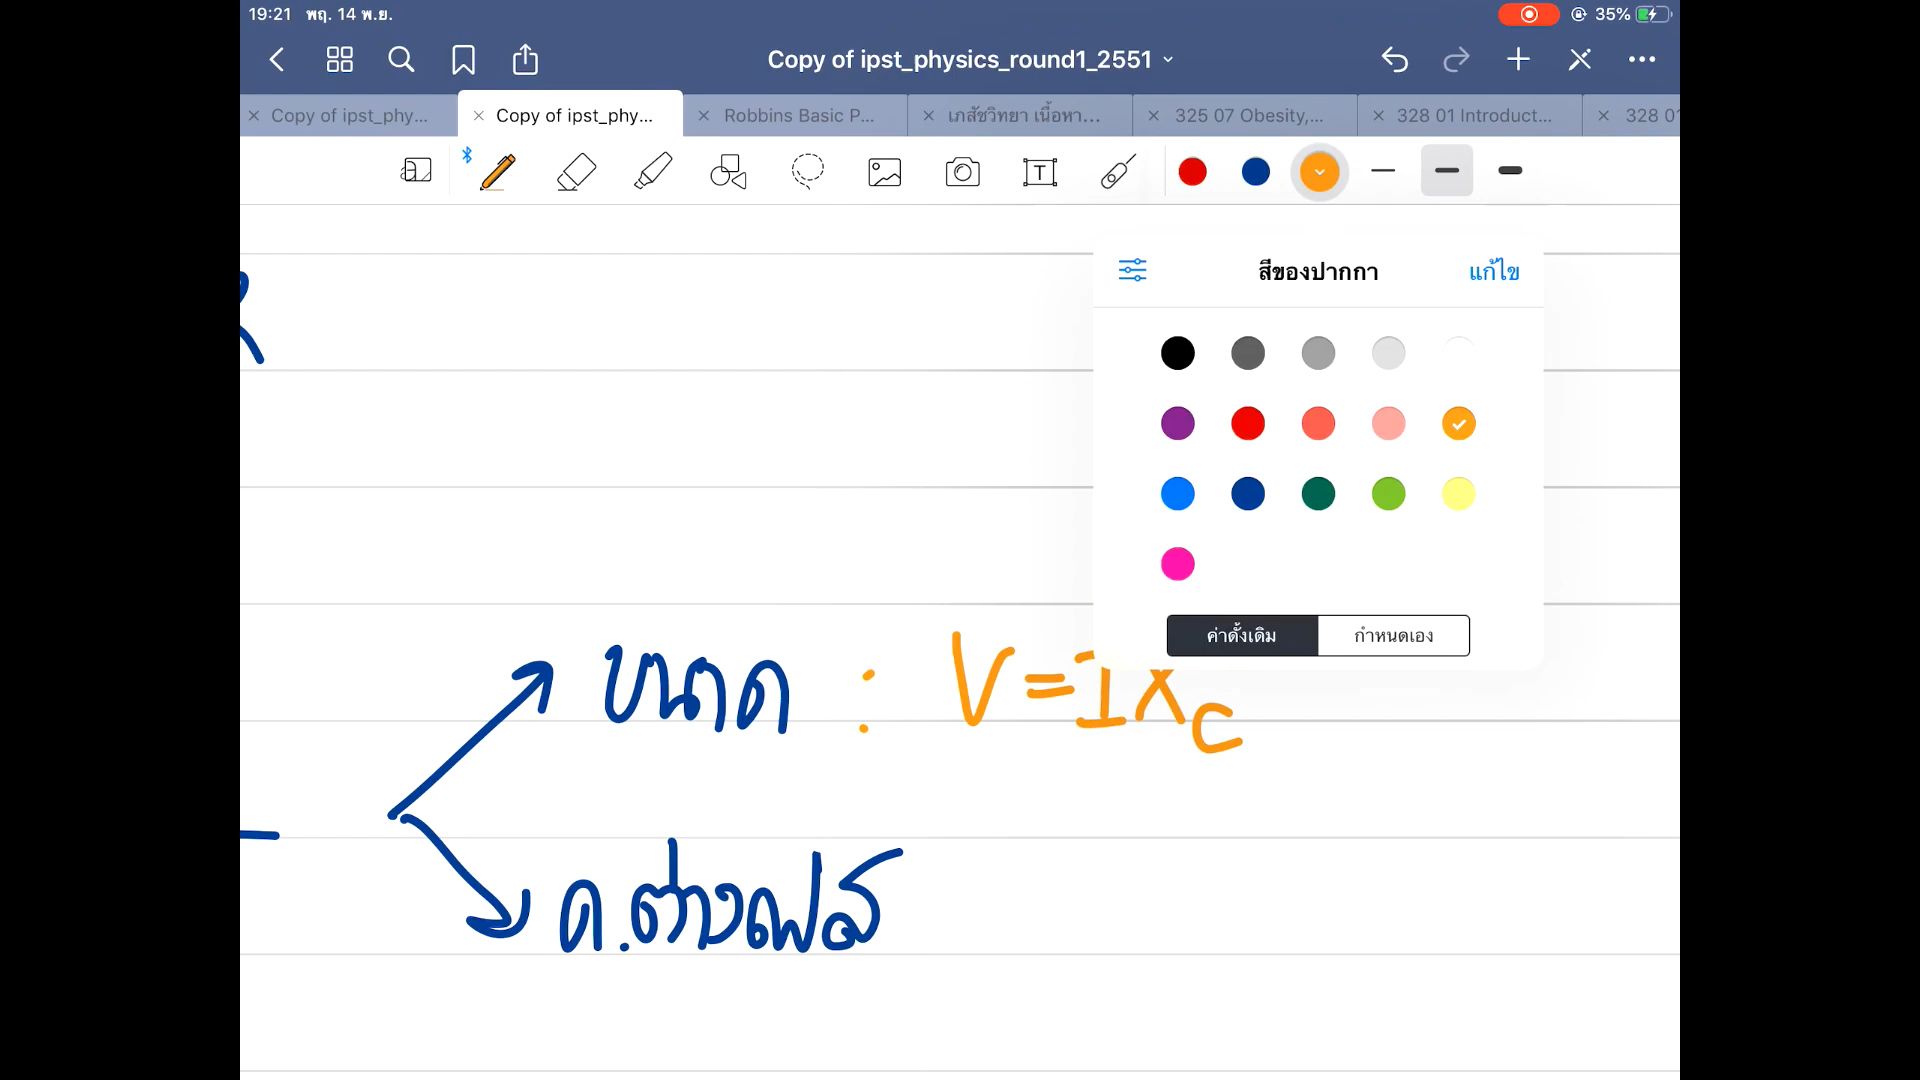 19:21 พฤ. 14 พ.ย. 35%
Copy of ipst_physics_round1_2551
Copy of ipst_phy... Copy of ipst_phy... Robbins Basic P... เภสัชวิทยา เนื้อหา... 325 07 Obesity,... 328 01 Introduct... 328 01
a T
สีของปากกา แก้ไข
ค่าดั้งเดิม กำหนดเอง
ขนาด : V=IXC
ค.ต่างเฟส